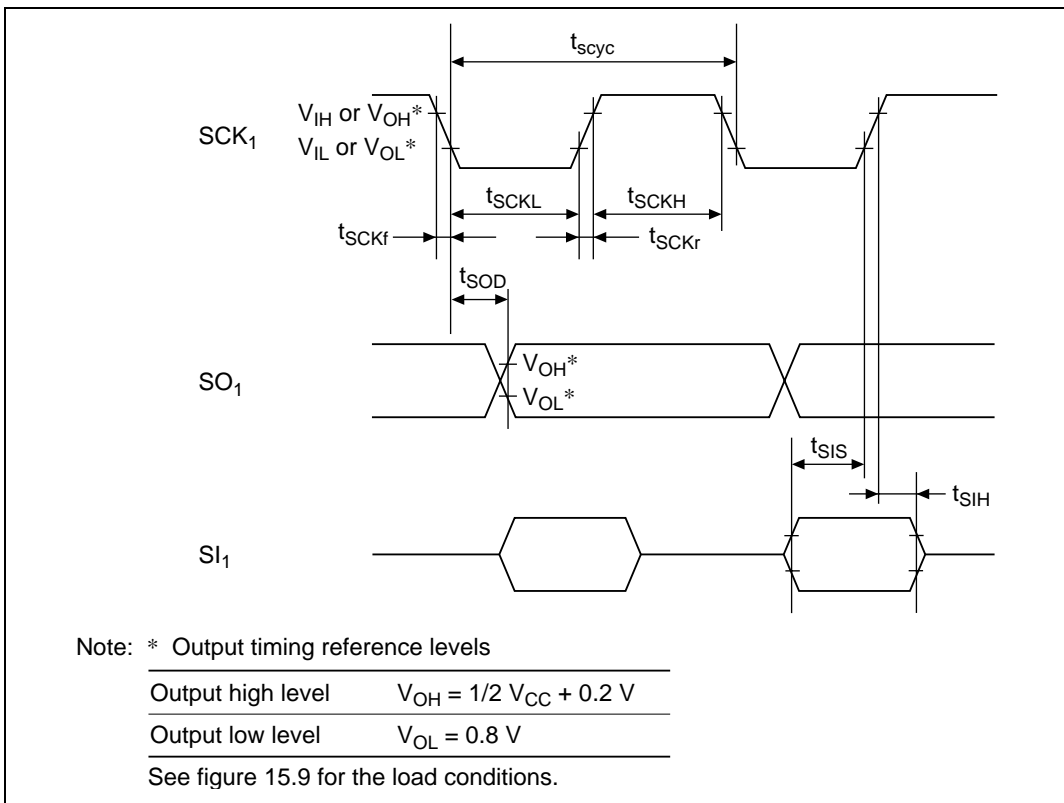 tscyc
VIH or VOH*
SCK1
VIL or VOL*
tSCKL
tSCKH
tSCKf
tSCKr
tSOD
VOH*
SO1
VOL*
tSIS
tSIH
SI1
Note: * Output timing reference levels
Output high level VOH = 1/2 VCC + 0.2 V
Output low level VOL = 0.8 V
See figure 15.9 for the load conditions.